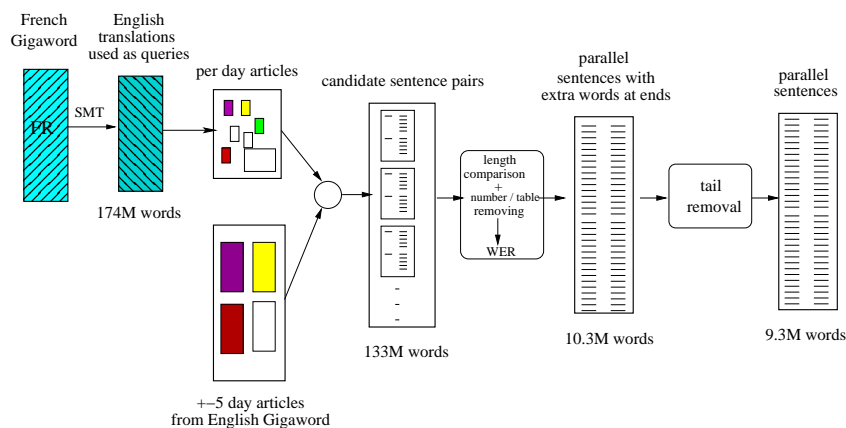 French
Gigaword
FR
SMT
English
translations
used as queries
174M words
per day articles
+−5 day articles
from English Gigaword
candidate sentence pairs
133M words
length
comparison
+
number / table
removing
WER
parallel
sentences with
extra words at ends
10.3M words
tail
removal
parallel
sentences
9.3M words